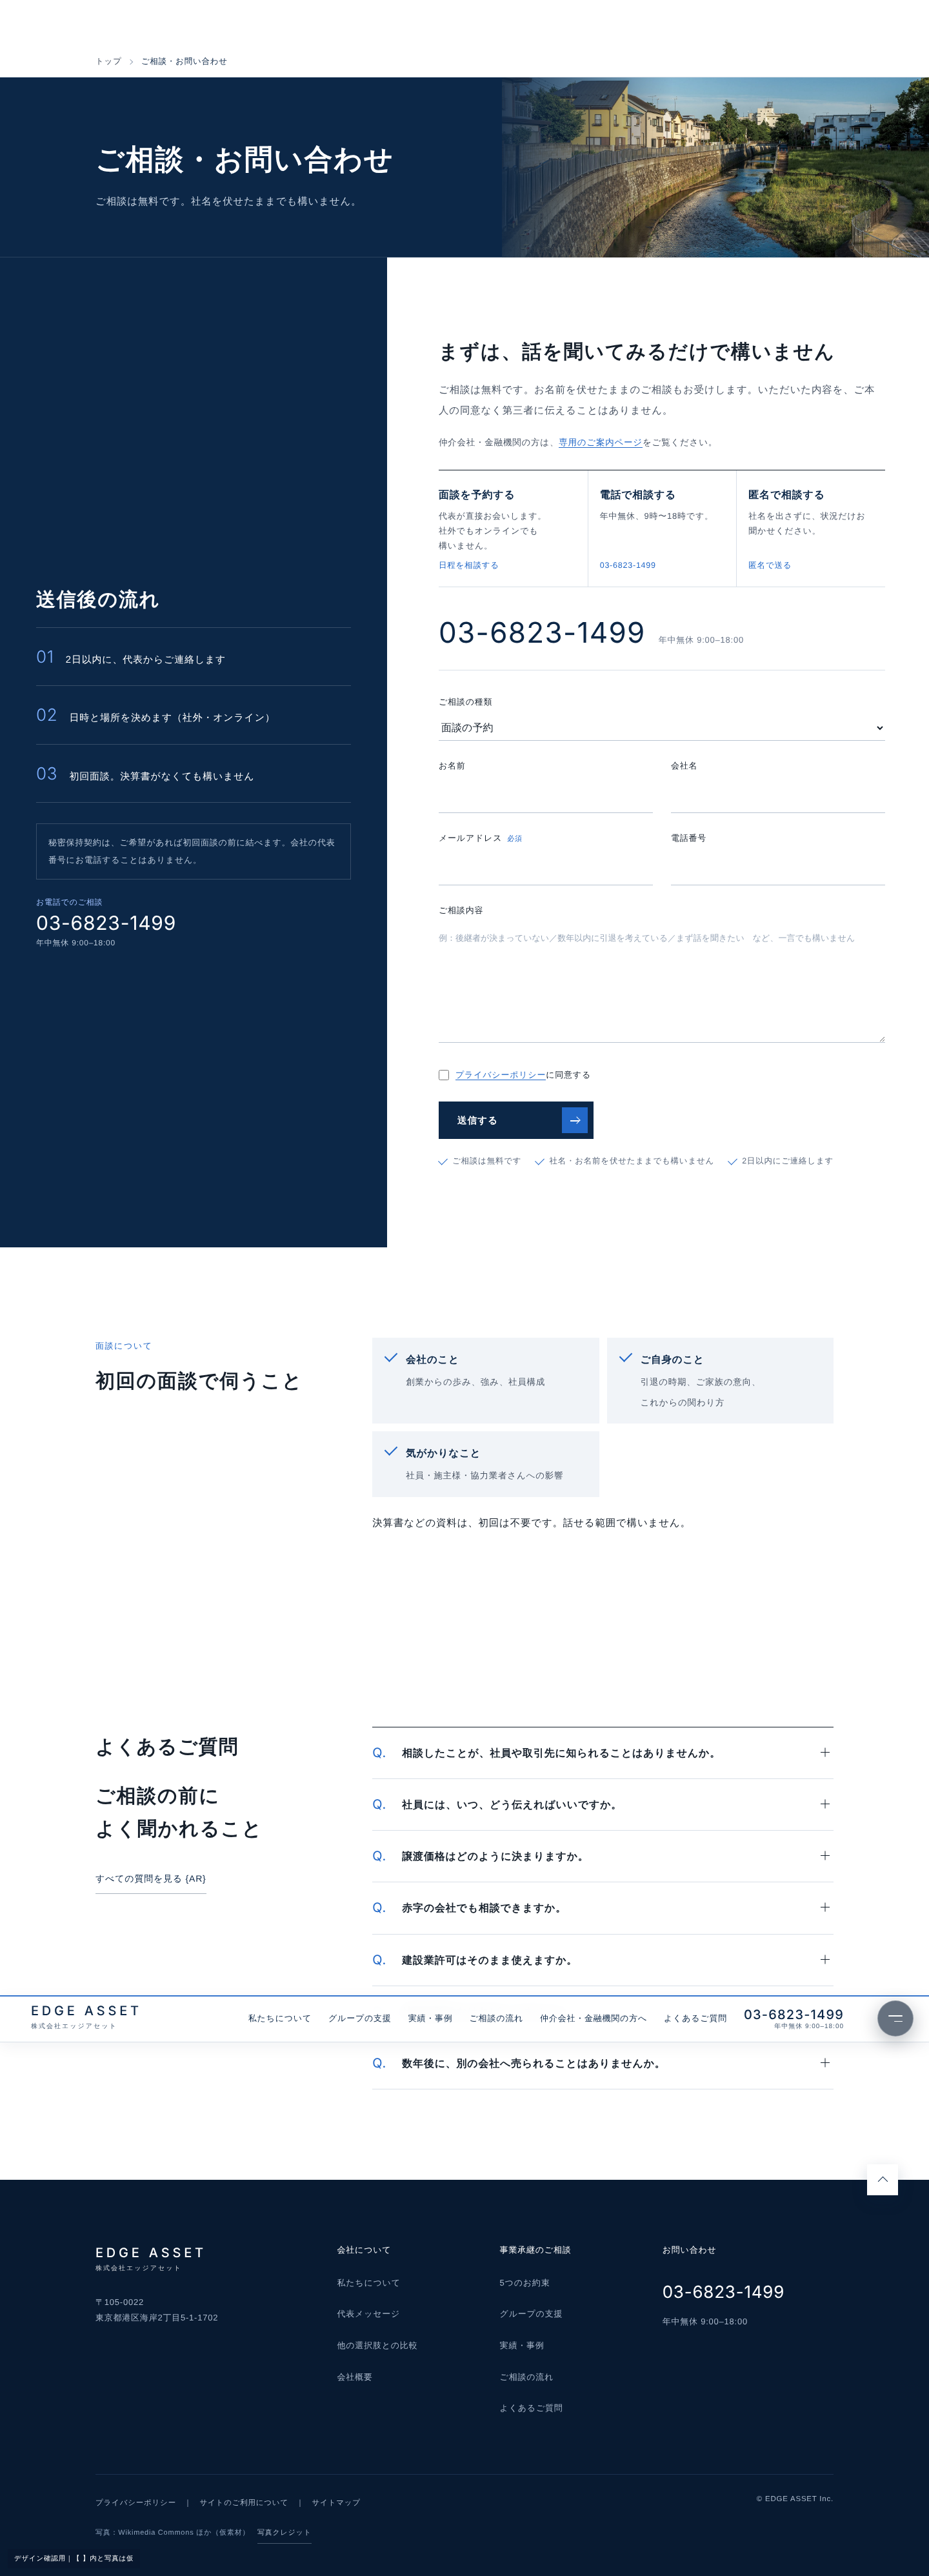 トップ ご相談・お問い合わせ
ご相談・お問い合わせ
ご相談は無料です。社名を伏せたままでも構いません。
送信後の流れ
01 2日以内に、代表からご連絡します
02 日時と場所を決めます（社外・オンライン）
03 初回面談。決算書がなくても構いません
秘密保持契約は、ご希望があれば初回面談の前に結べます。会社の代表
番号にお電話することはありません。
お電話でのご相談
03-6823-1499
年中無休 9:00–18:00
まずは、話を聞いてみるだけで構いません
ご相談は無料です。お名前を伏せたままのご相談もお受けします。いただいた内容を、ご本
人の同意なく第三者に伝えることはありません。
仲介会社・金融機関の方は、専用のご案内ページをご覧ください。
面談を予約する
代表が直接お会いします。
社外でもオンラインでも
構いません。
日程を相談する
電話で相談する
年中無休、9時〜18時です。
03-6823-1499
匿名で相談する
社名を出さずに、状況だけお
聞かせください。
匿名で送る
03-6823-1499 年中無休 9:00–18:00
ご相談の種類
面談の予約
お名前 会社名
メールアドレス 必須 電話番号
ご相談内容
例：後継者が決まっていない／数年以内に引退を考えている／まず話を聞きたい　など、一言でも構いません
プライバシーポリシーに同意する
送信する
ご相談は無料です 社名・お名前を伏せたままでも構いません 2日以内にご連絡します
面談について
初回の面談で伺うこと
会社のこと
創業からの歩み、強み、社員構成
ご自身のこと
引退の時期、ご家族の意向、
これからの関わり方
気がかりなこと
社員・施主様・協力業者さんへの影響
決算書などの資料は、初回は不要です。話せる範囲で構いません。
よくあるご質問
ご相談の前に
よく聞かれること
すべての質問を見る {AR}
Q. 相談したことが、社員や取引先に知られることはありませんか。
Q. 社員には、いつ、どう伝えればいいですか。
Q. 譲渡価格はどのように決まりますか。
Q. 赤字の会社でも相談できますか。
Q. 建設業許可はそのまま使えますか。
EDGE ASSET
株式会社エッジアセット
私たちについて グループの支援 実績・事例 ご相談の流れ 仲介会社・金融機関の方へ よくあるご質問
03-6823-1499
年中無休 9:00–18:00
Q. 数年後に、別の会社へ売られることはありませんか。
EDGE ASSET
株式会社エッジアセット
〒105-0022
東京都港区海岸2丁目5-1-1702
会社について
私たちについて
代表メッセージ
他の選択肢との比較
会社概要
事業承継のご相談
5つのお約束
グループの支援
実績・事例
ご相談の流れ
よくあるご質問
お問い合わせ
03-6823-1499
年中無休 9:00–18:00
プライバシーポリシー ｜ サイトのご利用について ｜ サイトマップ
© EDGE ASSET Inc.
写真：Wikimedia Commons ほか（仮素材） 写真クレジット
デザイン確認用｜【 】内と写真は仮